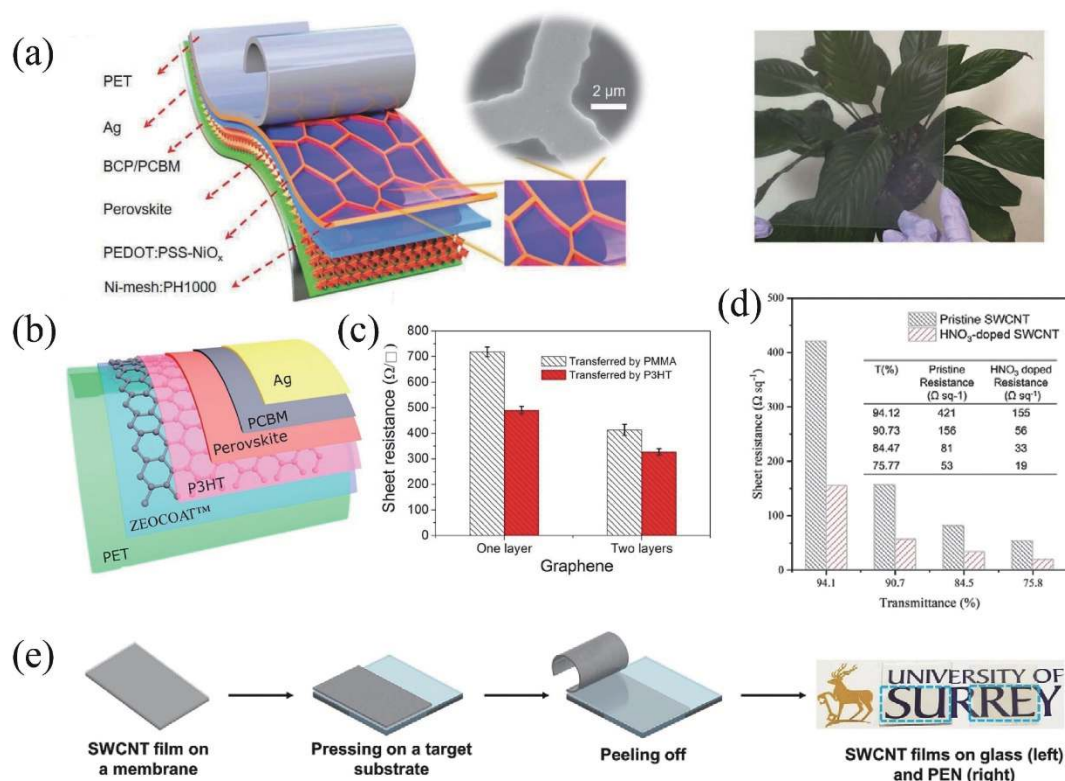 (a)
PET
Ag
BCP/PCBM
Perovskite
PEDOT:PSS-NiOₓ
Ni-mesh:PH1000
2 µm
(b)
Ag
PCBM
Perovskite
P3HT
ZEOCOAT™
PET
(c)
Sheet resistance (Ω/□)
800
700
600
500
400
300
200
100
0
Transferred by PMMA
Transferred by P3HT
One layer
Two layers
Graphene
(d)
Sheet resistance (Ω sq⁻¹)
500
400
300
200
100
0
Pristine SWCNT
HNO₃-doped SWCNT
T(%) Pristine Resistance (Ω sq-1) HNO₃ doped Resistance (Ω sq⁻¹)
94.12 421 155
90.73 156 56
84.47 81 33
75.77 53 19
94.1 90.7 84.5 75.8
Transmittance (%)
(e)
SWCNT film on
a membrane
Pressing on a target
substrate
Peeling off
UNIVERSITY OF
SURREY
SWCNT films on glass (left)
and PEN (right)